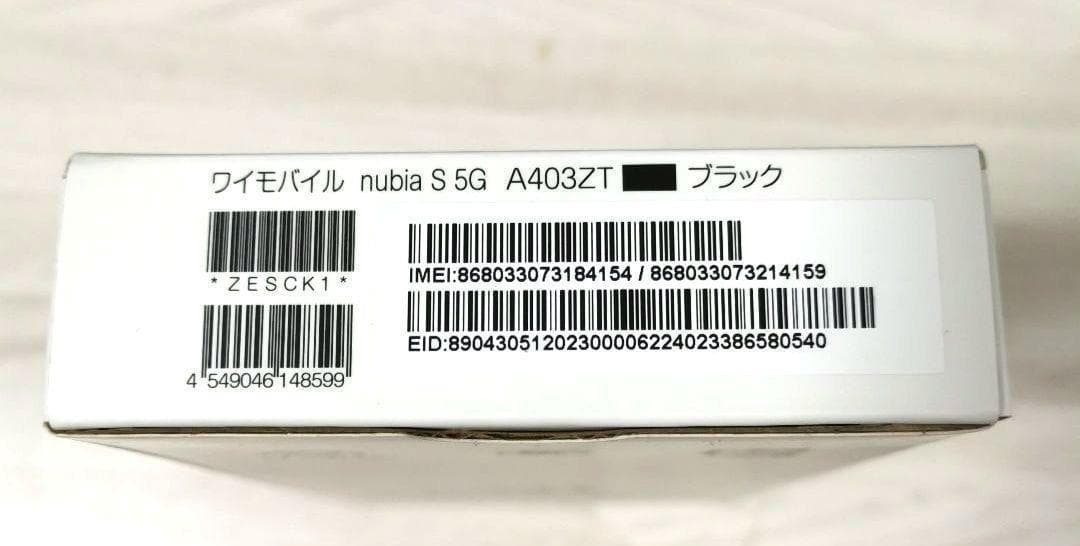 ワイモバイル nubia S 5G A403ZT ブラック
*ZESCK1*
4 549046 148599
IMEI:868033073184154 / 868033073214159
EID:89043051202300006224023386580540